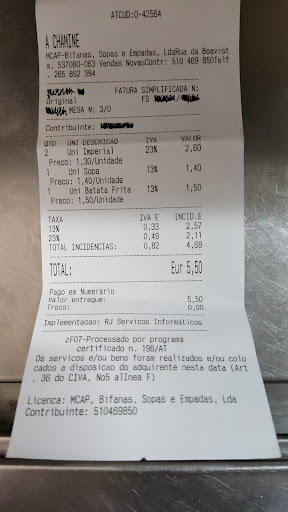 ATCUD:0-42564
A CHAMINE
MCAP-Bifanas, Sopas e Empadas, LdaRua da Boavist
a, 537080-063 Vendas NovasContr: 510 469 850Telf
. 265 892 394
FATURA SIMPLIFICADA N:
Original FS
MESA N: 3/0
Contribuinte:
QTD UNI DESCRICAO IVA VALOR
2 Uni Imperial 23% 2,60
Preco: 1,30/Unidade
1 Uni Sopa 13% 1,40
Preco: 1,40/Unidade
1 Uni Batata Frita 13% 1,50
Preco: 1,50/Unidade
TAXA IVA E INCID.E
13% 0,33 2,57
23% 0,49 2,11
TOTAL INCIDENCIAS: 0,82 4,68
TOTAL: Eur 5,50
Pago em Numerario
Valor entregue: 5,50
Troco: 0,00
Implementacao: RJ Servicos Informaticos
zF07-Processado por programa
certificado n. 196/AT
Os servicos e/ou bens foram realizados e/ou colo
cados a disposicao do adquirente nesta data (Art
. 36 do CIVA, No5 alInea F)
Licenca: MCAP, Bifanas, Sopas e Empadas, Lda
Contribuinte: 510469850